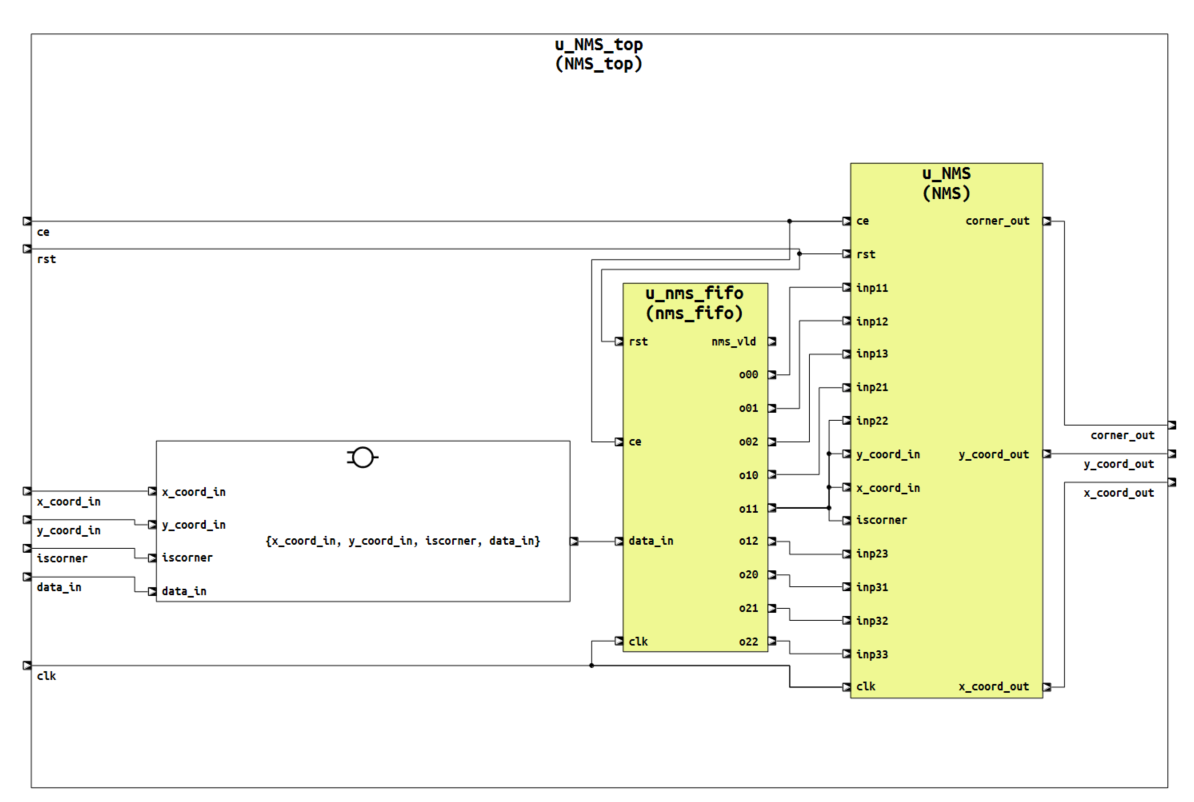 u_NMS_top
(NMS_top)
ce
rst
x_coord_in
y_coord_in
iscorner
data_in
clk
x_coord_in
y_coord_in
iscorner
data_in
{x_coord_in, y_coord_in, iscorner, data_in}
u_nms_fifo
(nms_fifo)
rst
ce
data_in
clk
nms_vld
o00
o01
o02
o10
o11
o12
o20
o21
o22
u_NMS
(NMS)
ce
rst
inp11
inp12
inp13
inp21
inp22
y_coord_in
x_coord_in
iscorner
inp23
inp31
inp32
inp33
clk
corner_out
y_coord_out
x_coord_out
corner_out
y_coord_out
x_coord_out